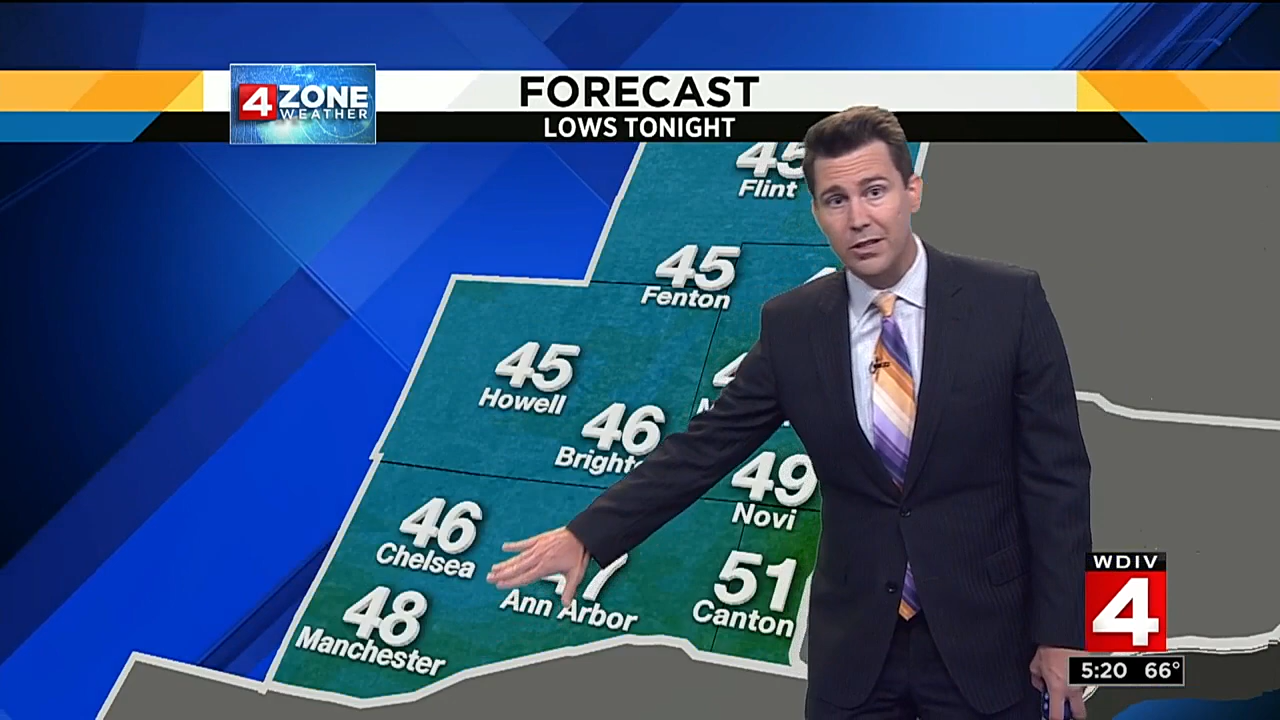 4 ZONE
WEATHER
FORECAST
LOWS TONIGHT
45
Flint
45
Fenton
45
Howell
46
49
Novi
46
Chelsea
Ann Arbor
51
Canton
48
Manchester
WDIV
4
5:20 66°